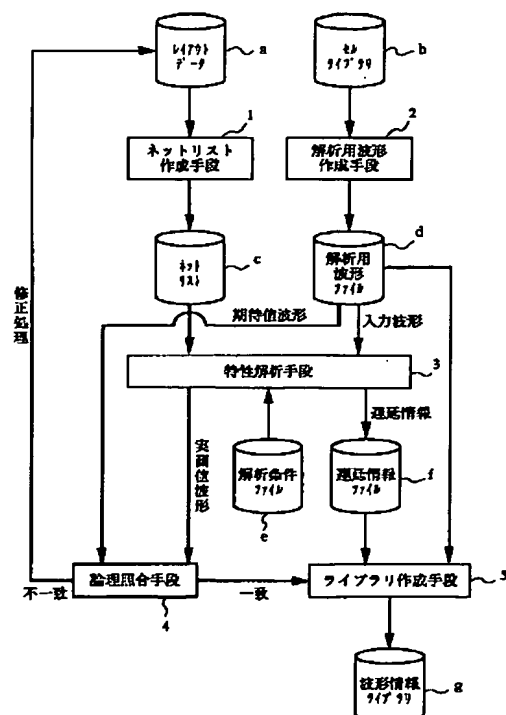 レイアウト
データ
a
セル
ライブラリ
b
1
ネットリスト
作成手段
2
解析用波形
作成手段
ネット
リスト
c
解析用
波形
ファイル
d
修正処理
期待値波形
入力波形
特性解析手段
3
遅延情報
実測値波形
解析条件
ファイル
e
遅延情報
ファイル
f
論理照合手段
4
不一致
一致
ライブラリ作成手段
5
波形情報
ライブラリ
g